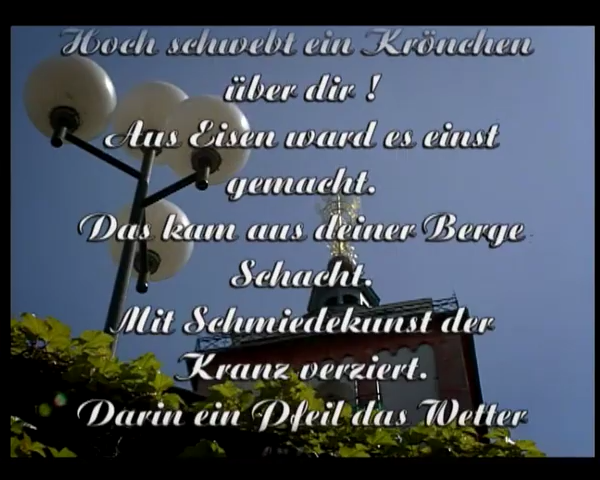 Hoch schwebt ein Krönchen
über dir !
Aus Eisen ward es einst
gemacht.
Das kam aus deiner Berge
Schacht.
Mit Schmiedekunst der
Kranz verziert.
Darin ein Pfeil das Wetter